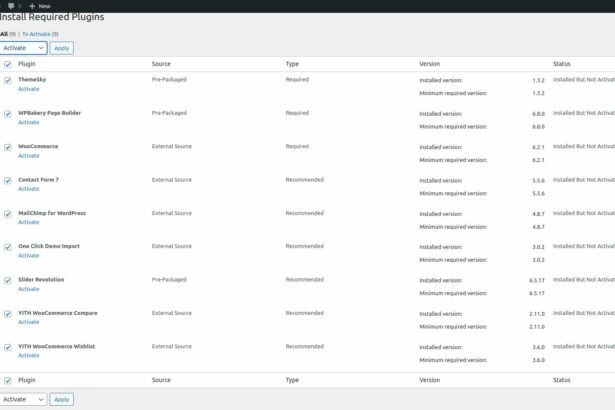 0 New
Install Required Plugins
All (9) | To Activate (9)
Activate Apply
Plugin Source Type Version Status
ThemeSky Pre-Packaged Required Installed version: 1.3.2 Installed But Not Activat
Activate Minimum required version: 1.3.2
WPBakery Page Builder Pre-Packaged Required Installed version: 6.8.0 Installed But Not Activat
Activate Minimum required version: 6.8.0
WooCommerce External Source Required Installed version: 6.2.1 Installed But Not Activat
Activate Minimum required version: 6.2.1
Contact Form 7 External Source Recommended Installed version: 5.5.6 Installed But Not Activat
Activate Minimum required version: 5.5.6
MailChimp for WordPress External Source Recommended Installed version: 4.8.7 Installed But Not Activat
Activate Minimum required version: 4.8.7
One Click Demo Import External Source Recommended Installed version: 3.0.2 Installed But Not Activat
Activate Minimum required version: 3.0.2
Slider Revolution Pre-Packaged Recommended Installed version: 6.5.17 Installed But Not Activat
Activate Minimum required version: 6.5.17
YITH WooCommerce Compare External Source Recommended Installed version: 2.11.0 Installed But Not Activat
Activate Minimum required version: 2.11.0
YITH WooCommerce Wishlist External Source Recommended Installed version: 3.6.0 Installed But Not Activat
Activate Minimum required version: 3.6.0
Plugin Source Type Version Status
Activate Apply